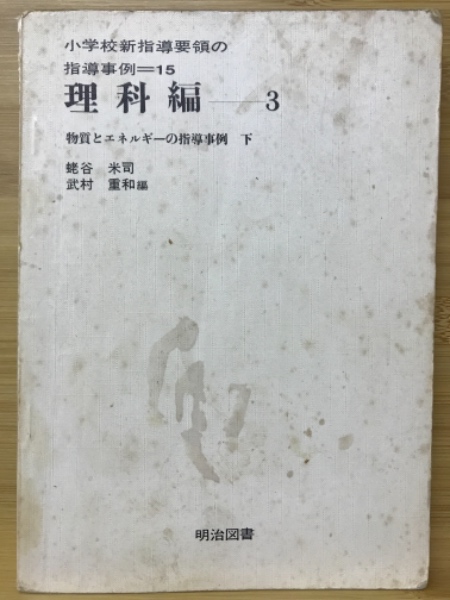 小学校新指導要領の
指導事例=15
理科編――3
物質とエネルギーの指導事例 下
蛯谷 米司
武村 重和編
明治図書